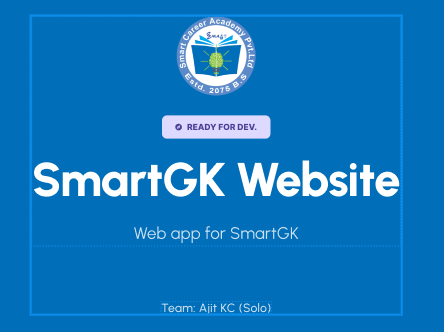 Smart Career Academy Pvt.Ltd
SmaG
Estd. 2075 B.S
READY FOR DEV.
SmartGK Website
Web app for SmartGK
Team: Ajit KC (Solo)